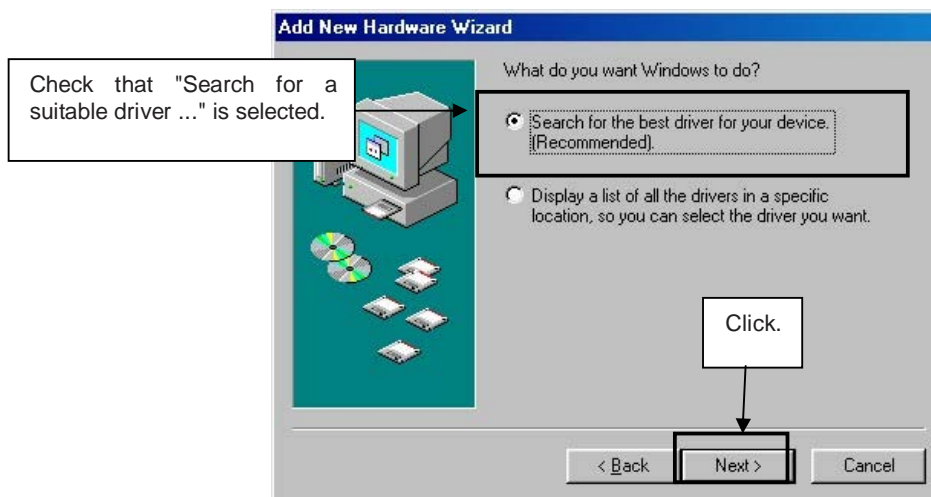 Add New Hardware Wizard
Check that "Search for a
suitable driver ..." is selected.
What do you want Windows to do?
Search for the best driver for your device.
(Recommended).
Display a list of all the drivers in a specific
location, so you can select the driver you want.
Click.
< Back
Next >
Cancel